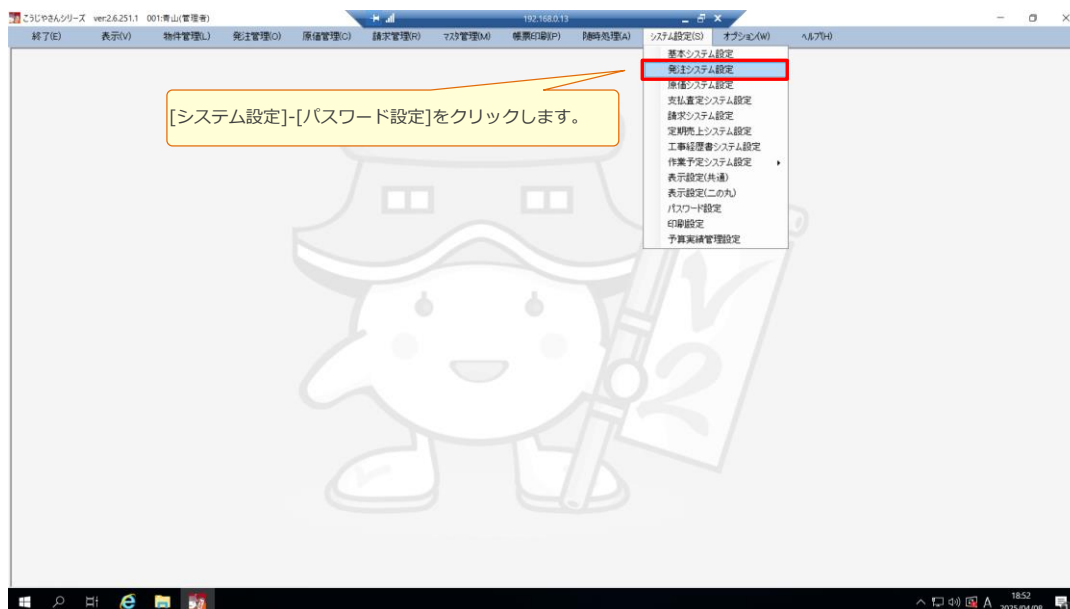 こうじやさんシリーズ ver.2.6.251.1 001:青山(管理者)
192.168.0.13
終了(E) 表示(V) 物件管理(L) 発注管理(O) 原価管理(C) 請求管理(R) マスタ管理(M) 帳票印刷(P) 随時処理(A) システム設定(S) オプション(W) ヘルプ(H)
基本システム設定
発注システム設定
原価システム設定
支払査定システム設定
請求システム設定
定期売上システム設定
工事経歴書システム設定
作業予定システム設定
表示設定(共通)
表示設定(二の丸)
パスワード設定
印刷設定
予算実績管理設定
[システム設定]-[パスワード設定]をクリックします。
V2
A
18:52
2025/04/08